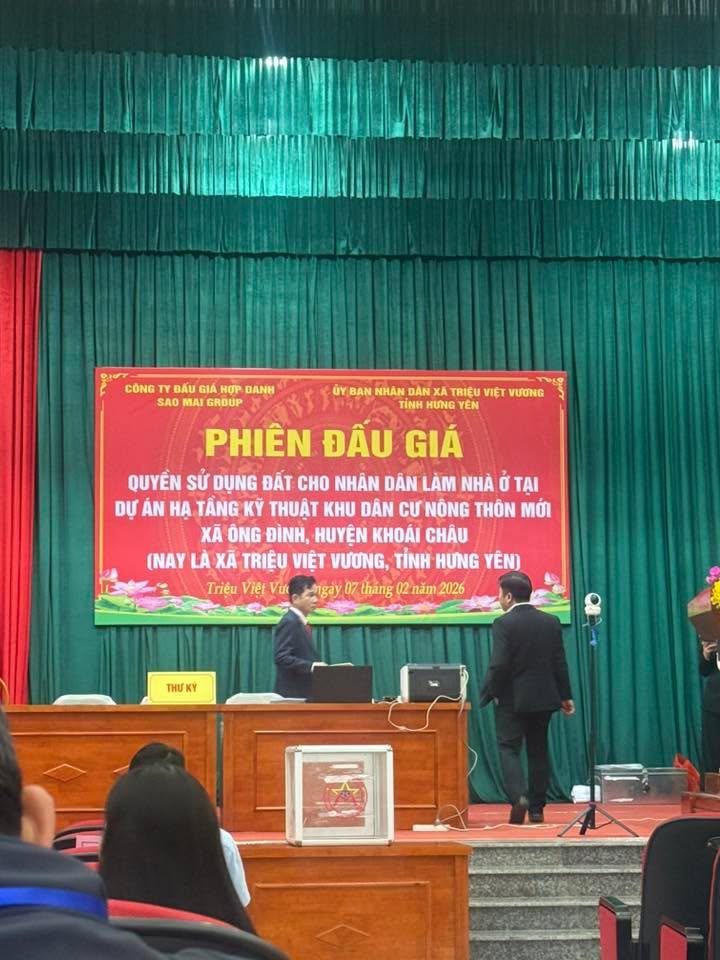 CÔNG TY ĐẤU GIÁ HỢP DANH
SAO MAI GROUP
ỦY BAN NHÂN DÂN XÃ TRIỆU VIỆT VƯƠNG
TỈNH HƯNG YÊN
PHIÊN ĐẤU GIÁ
QUYỀN SỬ DỤNG ĐẤT CHO NHÂN DÂN LÀM NHÀ Ở TẠI
DỰ ÁN HẠ TẦNG KỸ THUẬT KHU DÂN CƯ NÔNG THÔN MỚI
XÃ ÔNG ĐÌNH, HUYỆN KHOÁI CHÂU
(NAY LÀ XÃ TRIỆU VIỆT VƯƠNG, TỈNH HƯNG YÊN)
Triệu Việt Vương, ngày 07 tháng 02 năm 2026
THƯ KÝ